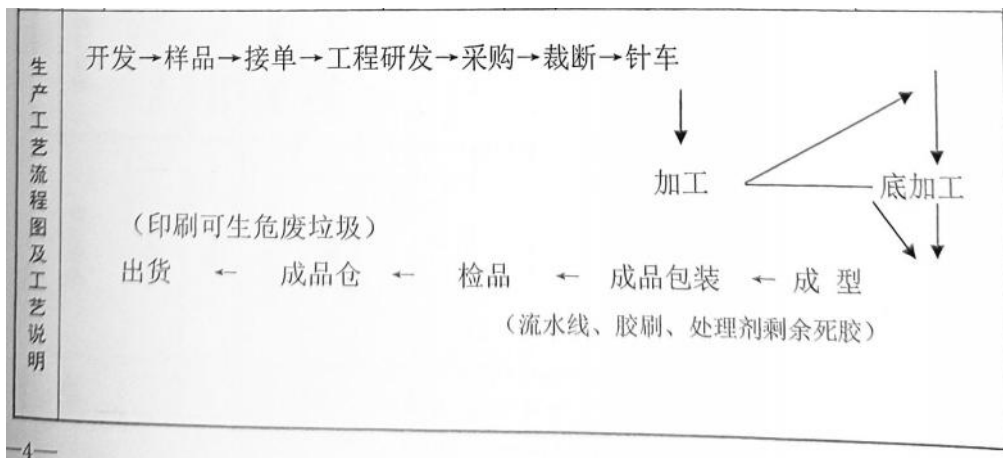 生产工艺流程图及工艺说明
开发→样品→接单→工程研发→采购→裁断→针车
加工
底加工
（印刷可生危废垃圾）
出货 ← 成品仓 ← 检品 ← 成品包装 ← 成 型
（流水线、胶刷、处理剂剩余死胶）
—4—